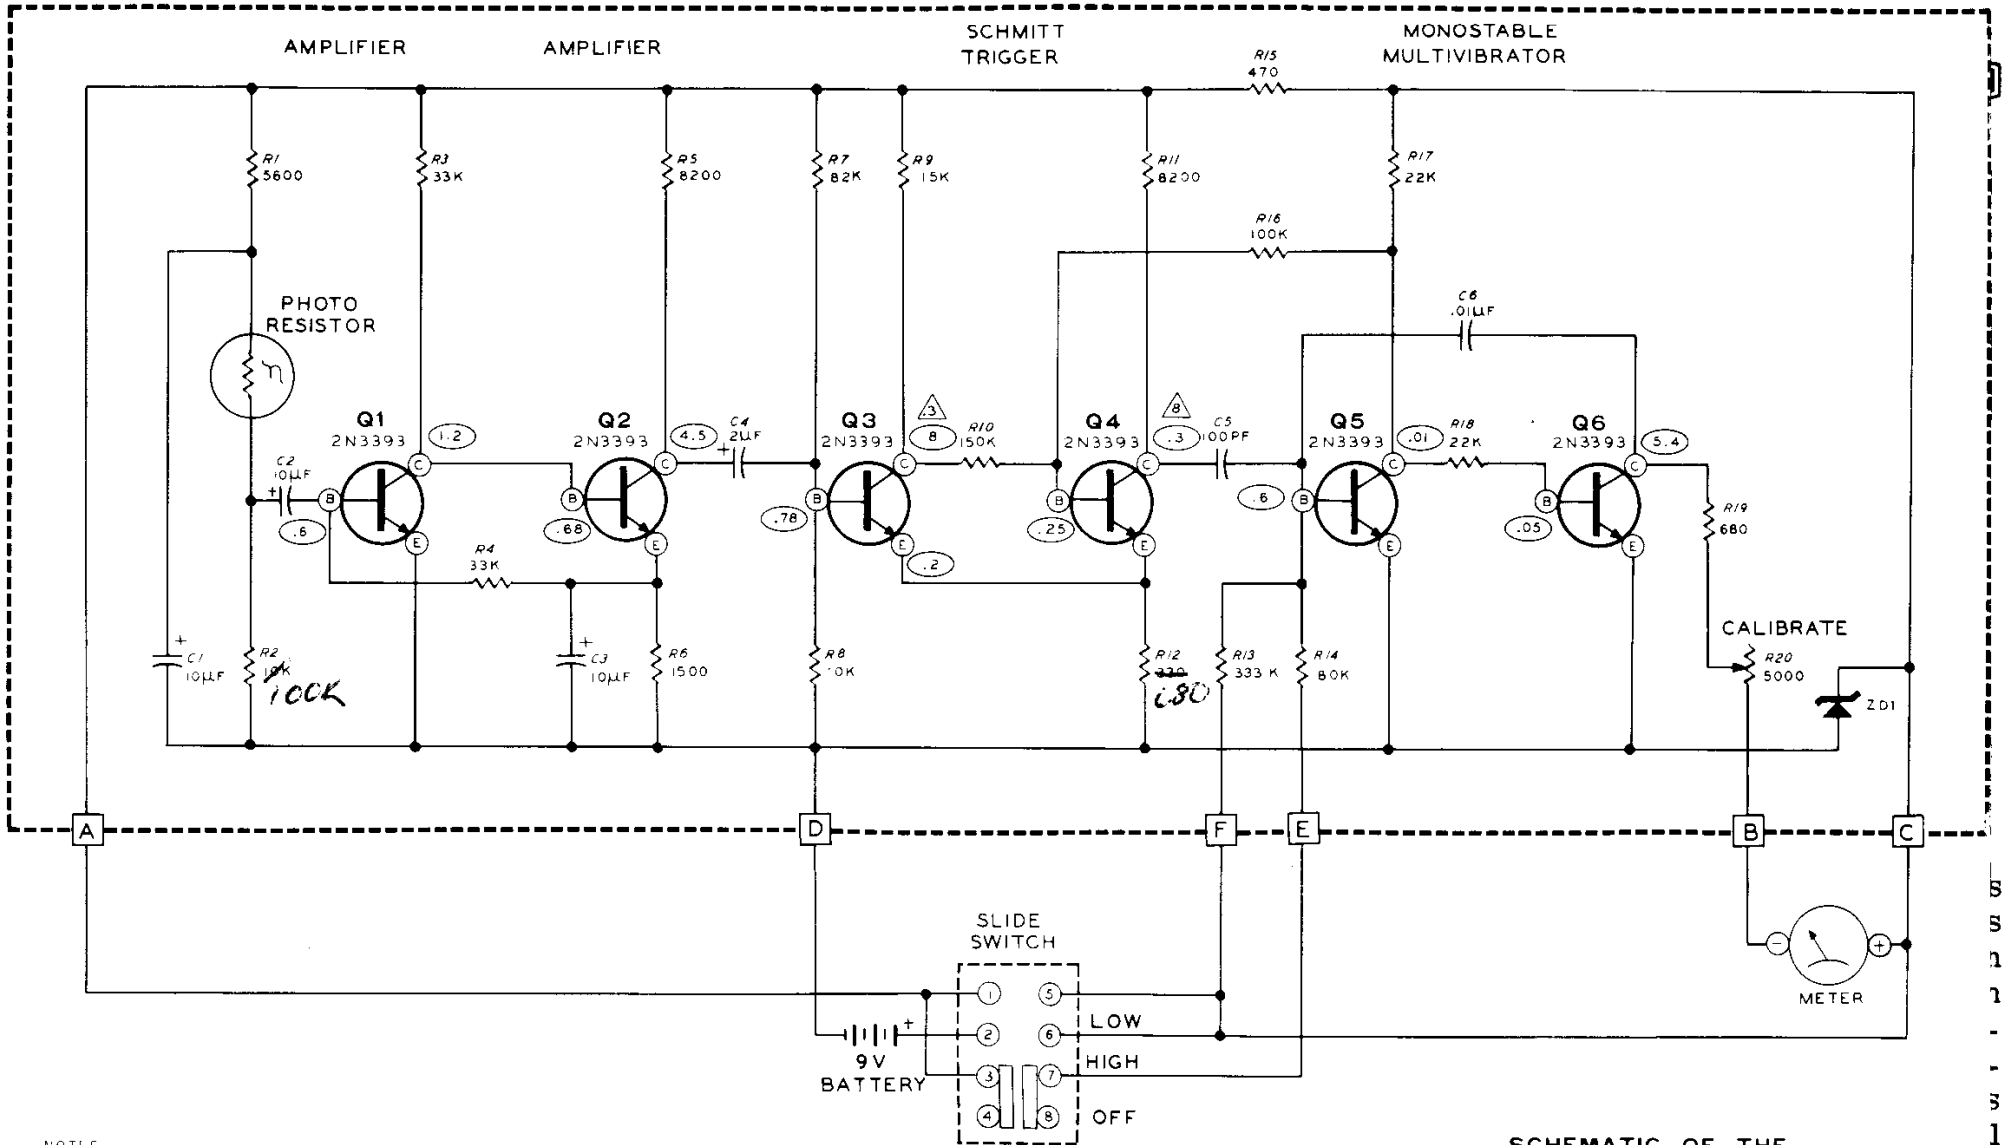 AMPLIFIER
AMPLIFIER
SCHMITT
TRIGGER
MONOSTABLE
MULTIVIBRATOR
R15
470
R1
5600
R3
33K
R5
8200
R7
82K
R9
15K
R11
8200
R17
22K
R16
100K
PHOTO
RESISTOR
η
C6
.01µF
Q1
2N3393
1.2
Q2
2N3393
4.5
C4
2µF
+
Q3
2N3393
.3
8
R10
150K
Q4
2N3393
8
.3
C5
100PF
Q5
2N3393
.01
R18
22K
Q6
2N3393
5.4
C2
10µF
+
B
C
E
.6
B
C
E
.68
B
C
E
.78
.2
B
C
E
.25
B
C
E
.6
B
C
E
.05
R19
680
R4
33K
+
C1
10µF
R2
100K
+
C3
10µF
R6
1500
R8
10K
R12
330
680
R13
333 K
R14
80K
CALIBRATE
R20
5000
ZD1
A
D
F
E
B
C
SLIDE
SWITCH
- +
METER
1 5
LOW
2 6
HIGH
3 7
OFF
4 8
+
9V
BATTERY
NOTES
SCHEMATIC OF THE
s
s
n
n
-
-
s
l